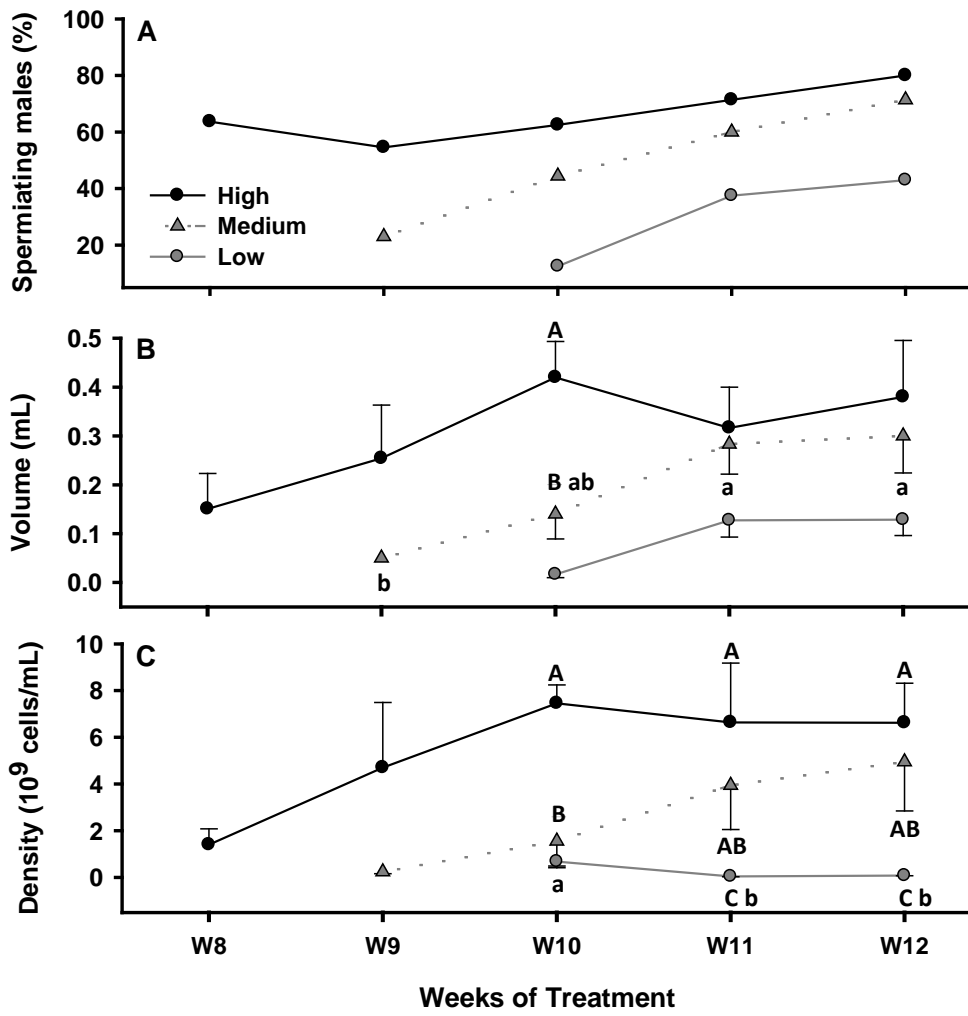 A
Spermiating males (%)
100
80
60
40
20
High
Medium
Low
B
Volume (mL)
0.5
0.4
0.3
0.2
0.1
0.0
A
B ab
a
a
b
C
Density (10⁹ cells/mL)
10
8
6
4
2
0
A
A
A
B
AB
AB
a
C b
C b
W8
W9
W10
W11
W12
Weeks of Treatment